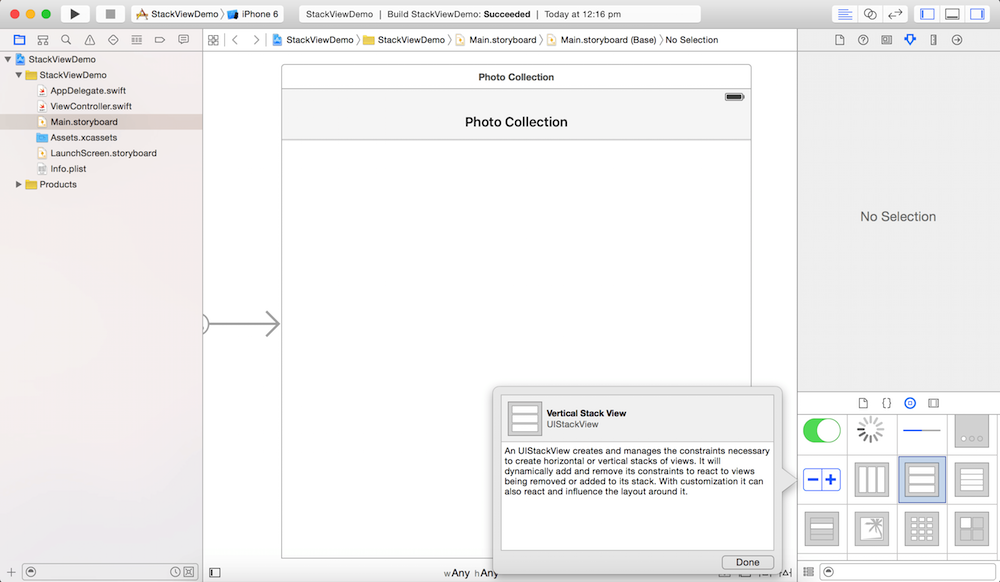 StackViewDemo 〉 iPhone 6
StackViewDemo | Build StackViewDemo: Succeeded | Today at 12:16 pm
StackViewDemo 〉 StackViewDemo 〉 Main.storyboard 〉 Main.storyboard (Base) 〉 No Selection
StackViewDemo
StackViewDemo
AppDelegate.swift
ViewController.swift
Main.storyboard
Assets.xcassets
LaunchScreen.storyboard
Info.plist
Products
Photo Collection
Photo Collection
No Selection
Vertical Stack View
UIStackView
An UIStackView creates and manages the constraints necessary
to create horizontal or vertical stacks of views. It will
dynamically add and remove its constraints to react to views
being removed or added to its stack. With customization it can
also react and influence the layout around it.
Done
wAny hAny